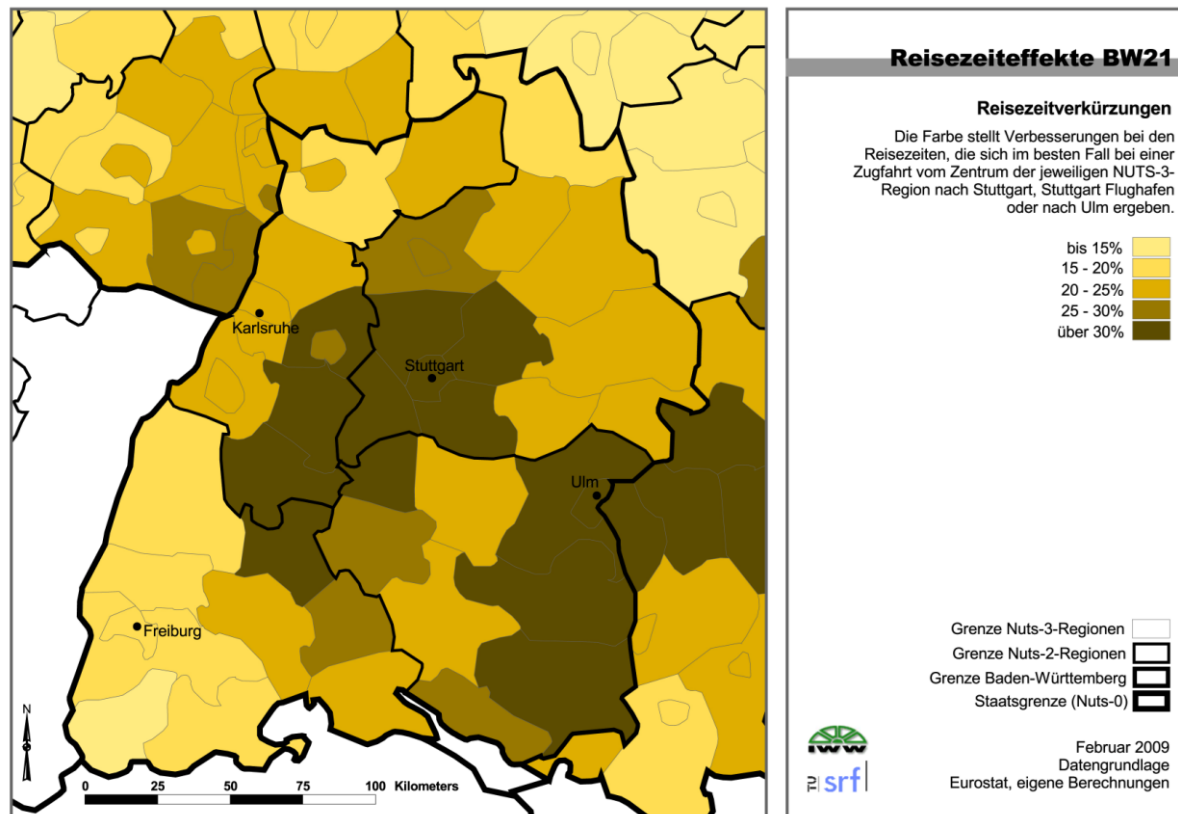 Karlsruhe
Stuttgart
Ulm
Freiburg
N
0 25 50 75 100 Kilometers
Reisezeiteffekte BW21
Reisezeitverkürzungen
Die Farbe stellt Verbesserungen bei den
Reisezeiten, die sich im besten Fall bei einer
Zugfahrt vom Zentrum der jeweiligen NUTS-3-
Region nach Stuttgart, Stuttgart Flughafen
oder nach Ulm ergeben.
bis 15%
15 - 20%
20 - 25%
25 - 30%
über 30%
Grenze Nuts-3-Regionen
Grenze Nuts-2-Regionen
Grenze Baden-Württemberg
Staatsgrenze (Nuts-0)
IWW
TU srf
Februar 2009
Datengrundlage
Eurostat, eigene Berechnungen